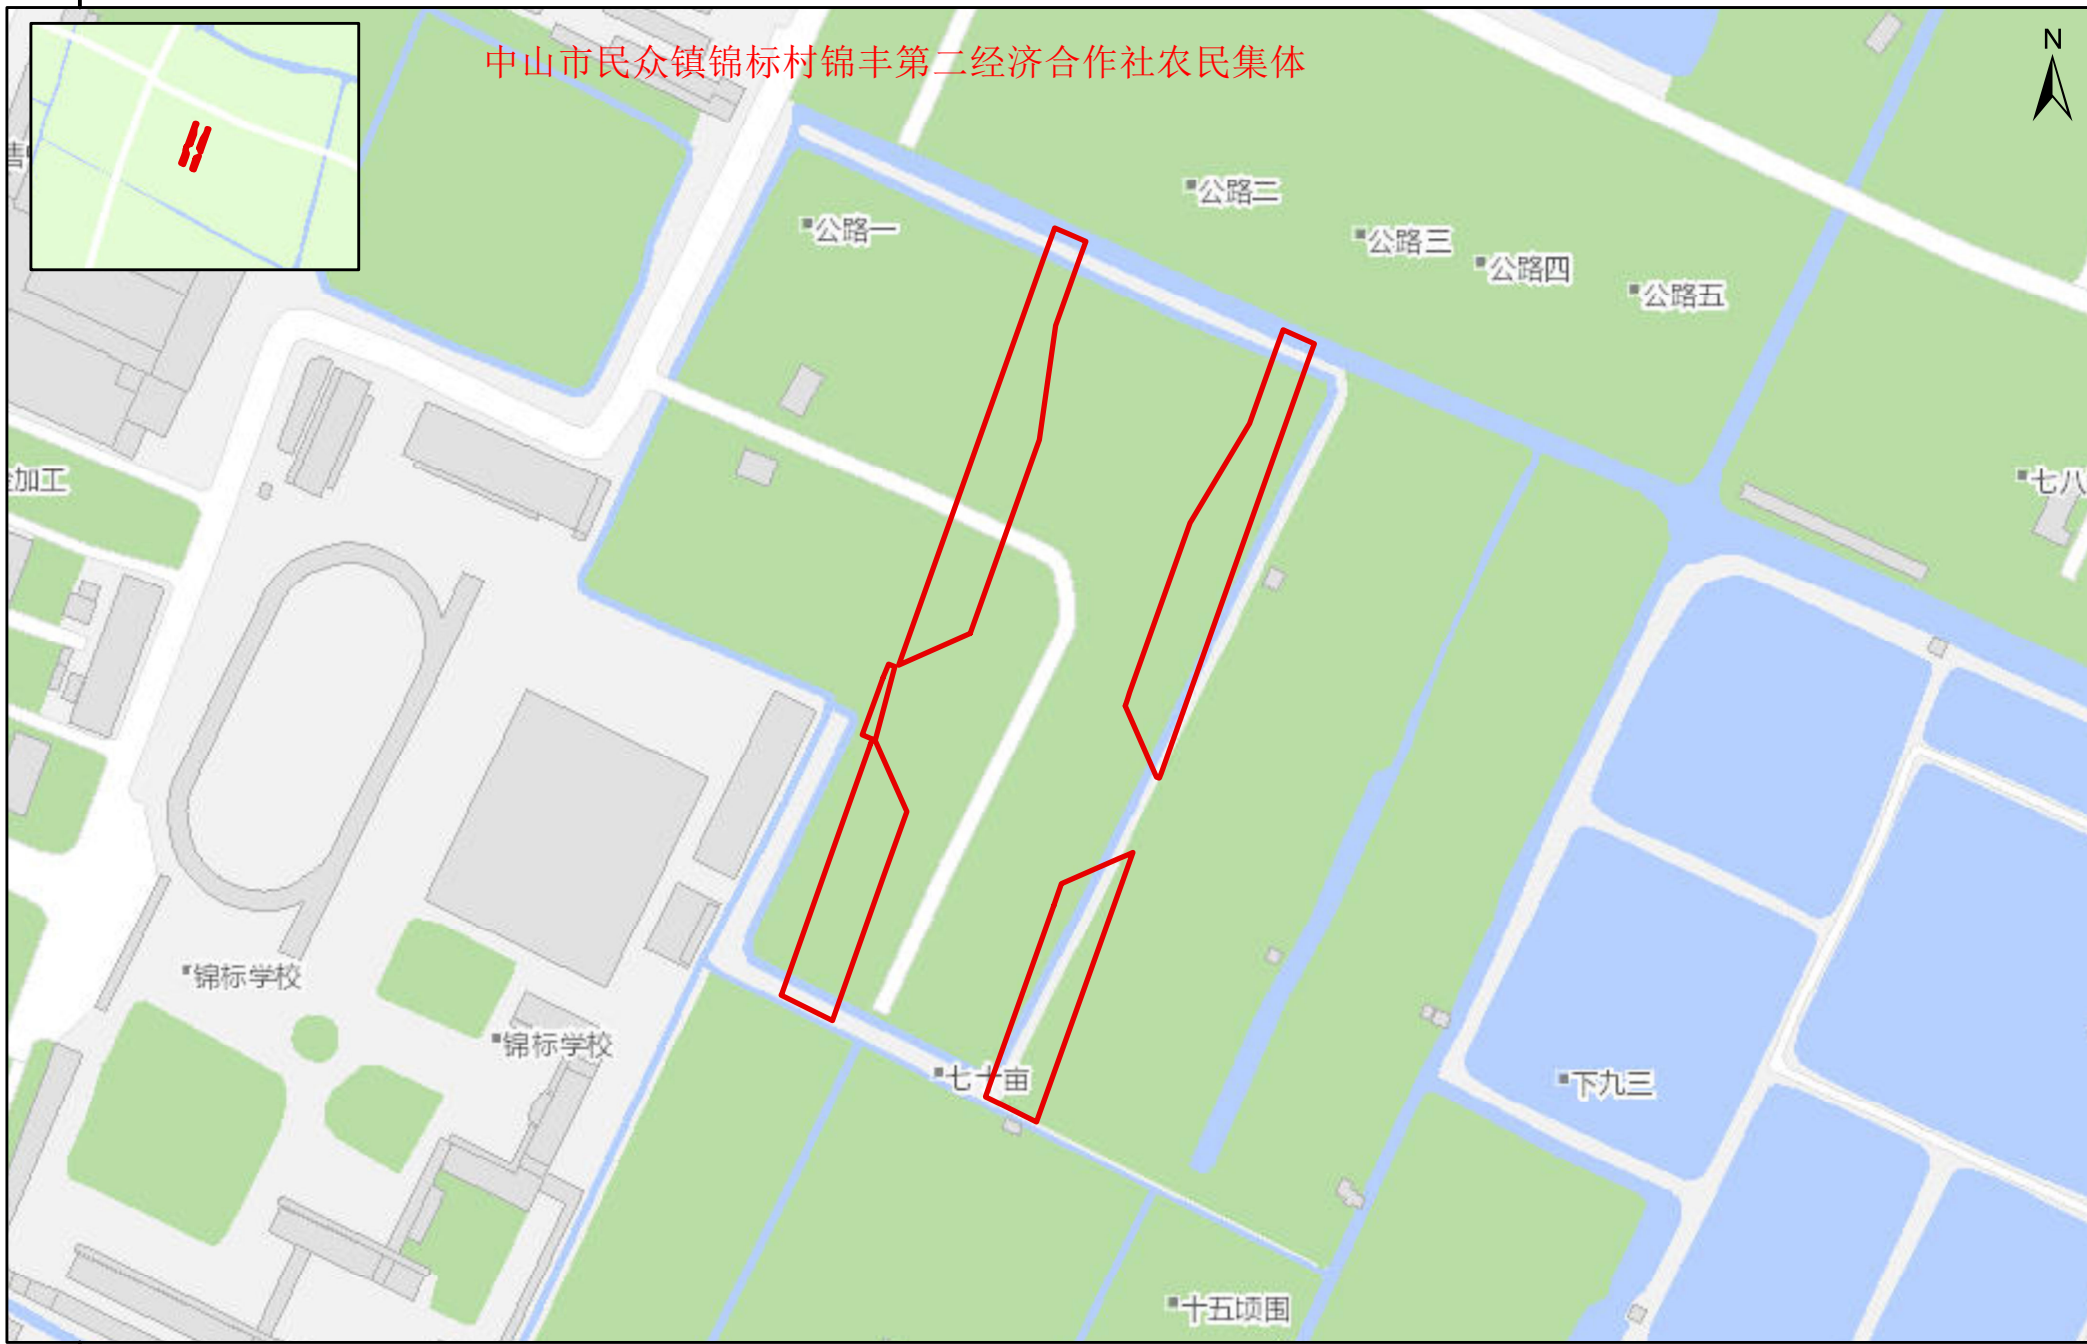 中山市民众镇锦标村锦丰第二经济合作社农民集体
N
公路二
公路一
公路三
公路四
公路五
加工
七八
锦标学校
锦标学校
七十亩
下九三
十五顷围